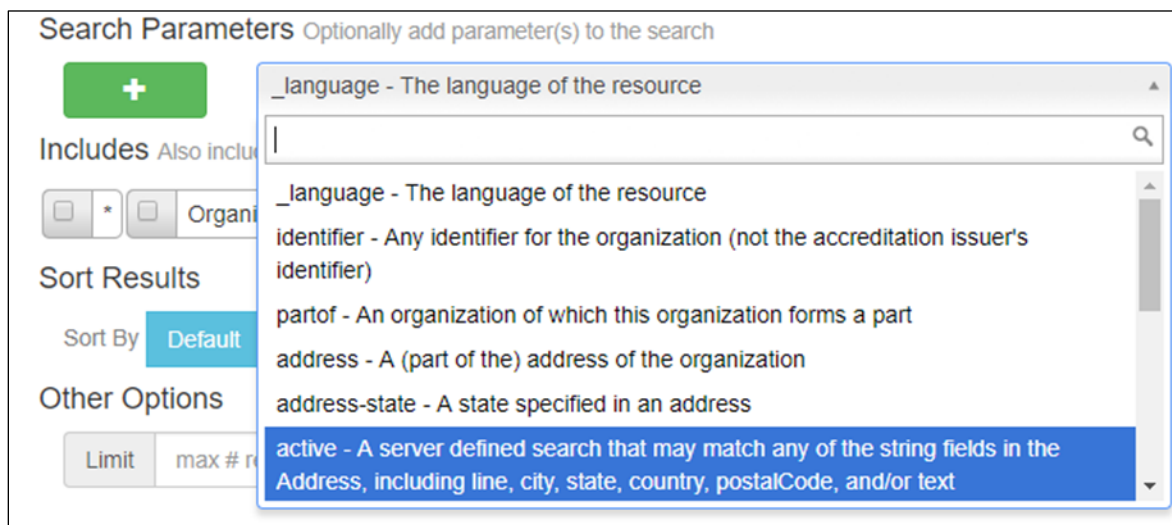 Search Parameters Optionally add parameter(s) to the search
+
_language - The language of the resource
Includes Also inclu
_language - The language of the resource
* Organi
identifier - Any identifier for the organization (not the accreditation issuer's
identifier)
Sort Results
partof - An organization of which this organization forms a part
Sort By Default
address - A (part of the) address of the organization
Other Options
address-state - A state specified in an address
active - A server defined search that may match any of the string fields in the
Limit max # re
Address, including line, city, state, country, postalCode, and/or text